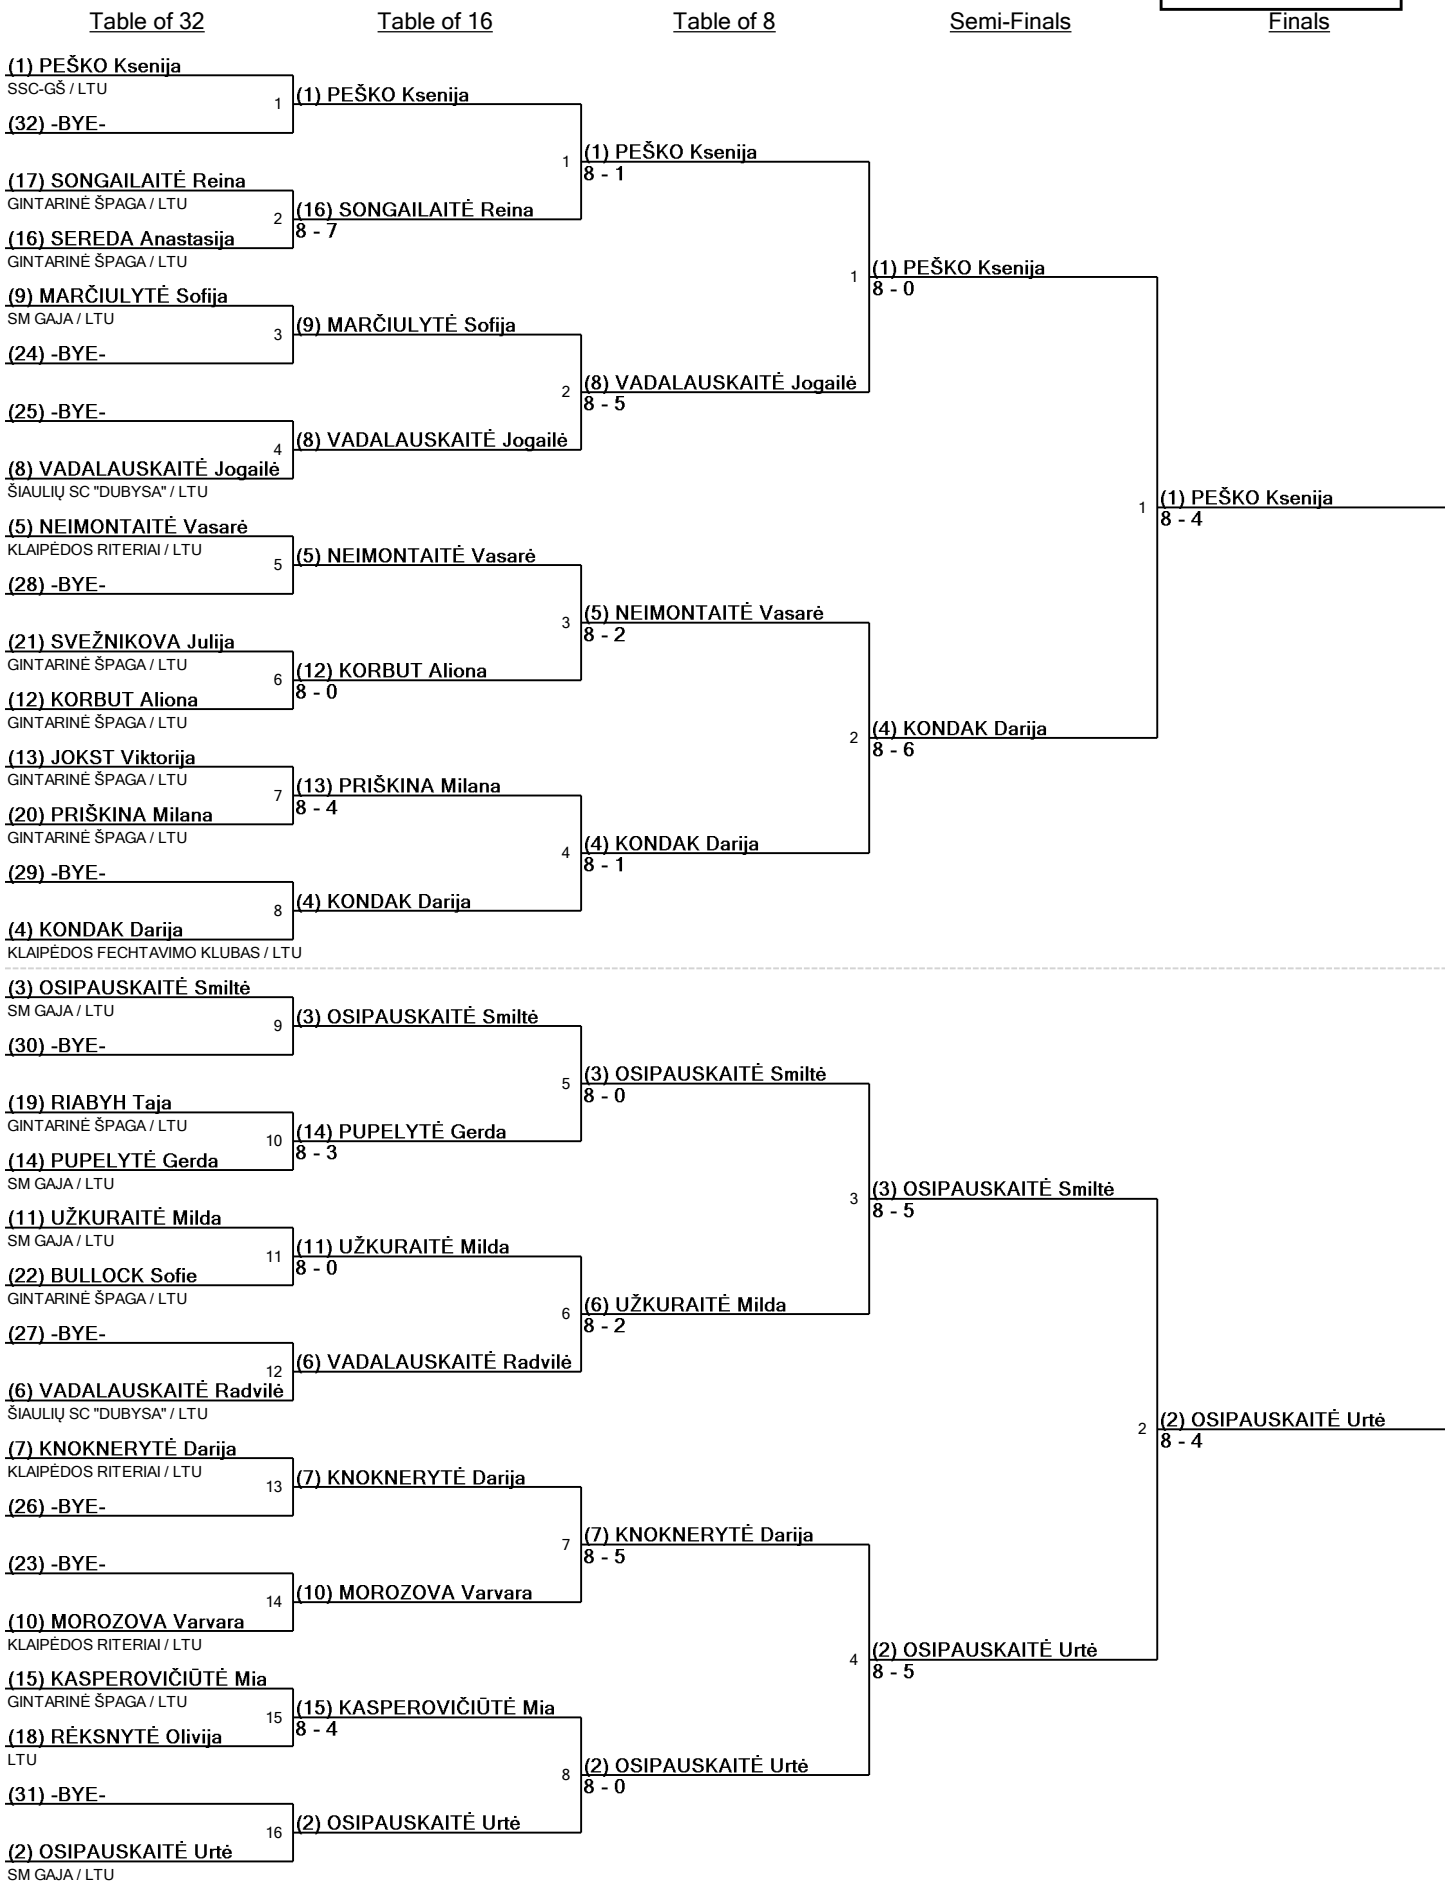 Table of 32
Table of 16
Table of 8
Semi-Finals
Finals
(1) PEŠKO Ksenija
SSC-GŠ / LTU
1
(32) -BYE-
(17) SONGAILAITĖ Reina
GINTARINĖ ŠPAGA / LTU
2
(16) SEREDA Anastasija
GINTARINĖ ŠPAGA / LTU
(9) MARČIULYTĖ Sofija
SM GAJA / LTU
3
(24) -BYE-
(25) -BYE-
4
(8) VADALAUSKAITĖ Jogailė
ŠIAULIŲ SC "DUBYSA" / LTU
(5) NEIMONTAITĖ Vasarė
KLAIPĖDOS RITERIAI / LTU
5
(28) -BYE-
(21) SVEŽNIKOVA Julija
GINTARINĖ ŠPAGA / LTU
6
(12) KORBUT Aliona
GINTARINĖ ŠPAGA / LTU
(13) JOKST Viktorija
GINTARINĖ ŠPAGA / LTU
7
(20) PRIŠKINA Milana
GINTARINĖ ŠPAGA / LTU
(29) -BYE-
8
(4) KONDAK Darija
KLAIPĖDOS FECHTAVIMO KLUBAS / LTU
(3) OSIPAUSKAITĖ Smiltė
SM GAJA / LTU
9
(30) -BYE-
(19) RIABYH Taja
GINTARINĖ ŠPAGA / LTU
10
(14) PUPELYTĖ Gerda
SM GAJA / LTU
(11) UŽKURAITĖ Milda
SM GAJA / LTU
11
(22) BULLOCK Sofie
GINTARINĖ ŠPAGA / LTU
(27) -BYE-
12
(6) VADALAUSKAITĖ Radvilė
ŠIAULIŲ SC "DUBYSA" / LTU
(7) KNOKNERYTĖ Darija
KLAIPĖDOS RITERIAI / LTU
13
(26) -BYE-
(23) -BYE-
14
(10) MOROZOVA Varvara
KLAIPĖDOS RITERIAI / LTU
(15) KASPEROVIČIŪTĖ Mia
GINTARINĖ ŠPAGA / LTU
15
(18) RĖKSNYTĖ Olivija
LTU
(31) -BYE-
16
(2) OSIPAUSKAITĖ Urtė
SM GAJA / LTU
(1) PEŠKO Ksenija
1
(16) SONGAILAITĖ Reina
8 - 7
(9) MARČIULYTĖ Sofija
2
(8) VADALAUSKAITĖ Jogailė
(5) NEIMONTAITĖ Vasarė
3
(12) KORBUT Aliona
8 - 0
(13) PRIŠKINA Milana
8 - 4
4
(4) KONDAK Darija
(3) OSIPAUSKAITĖ Smiltė
5
(14) PUPELYTĖ Gerda
8 - 3
(11) UŽKURAITĖ Milda
8 - 0
6
(6) VADALAUSKAITĖ Radvilė
(7) KNOKNERYTĖ Darija
7
(10) MOROZOVA Varvara
(15) KASPEROVIČIŪTĖ Mia
8 - 4
8
(2) OSIPAUSKAITĖ Urtė
(1) PEŠKO Ksenija
8 - 1
1
(8) VADALAUSKAITĖ Jogailė
8 - 5
(5) NEIMONTAITĖ Vasarė
8 - 2
2
(4) KONDAK Darija
8 - 1
(3) OSIPAUSKAITĖ Smiltė
8 - 0
3
(6) UŽKURAITĖ Milda
8 - 2
(7) KNOKNERYTĖ Darija
8 - 5
4
(2) OSIPAUSKAITĖ Urtė
8 - 0
(1) PEŠKO Ksenija
8 - 0
1
(4) KONDAK Darija
8 - 6
(3) OSIPAUSKAITĖ Smiltė
8 - 5
2
(2) OSIPAUSKAITĖ Urtė
8 - 5
(1) PEŠKO Ksenija
8 - 4
(2) OSIPAUSKAITĖ Urtė
8 - 4